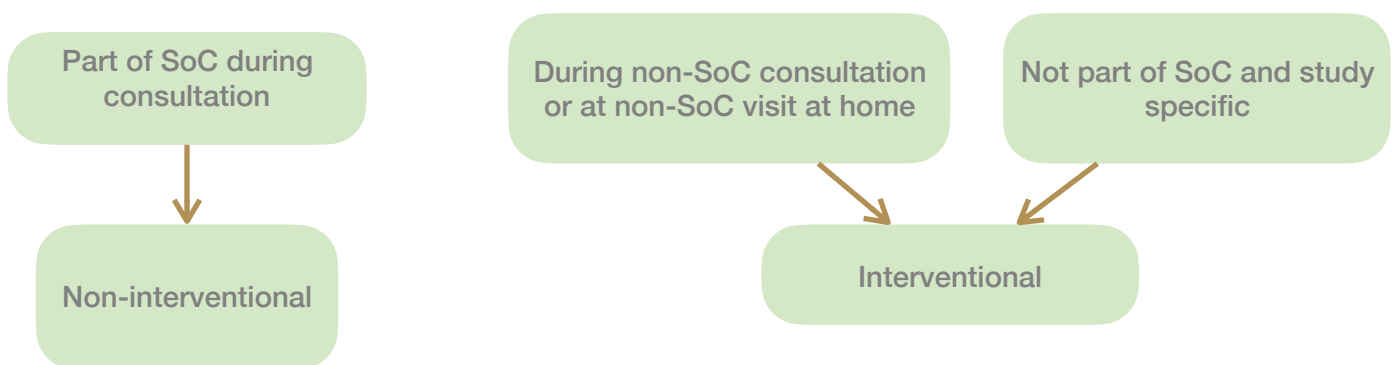 Part of SoC during
consultation
During non-SoC consultation
or at non-SoC visit at home
Not part of SoC and study
specific
Non-interventional
Interventional